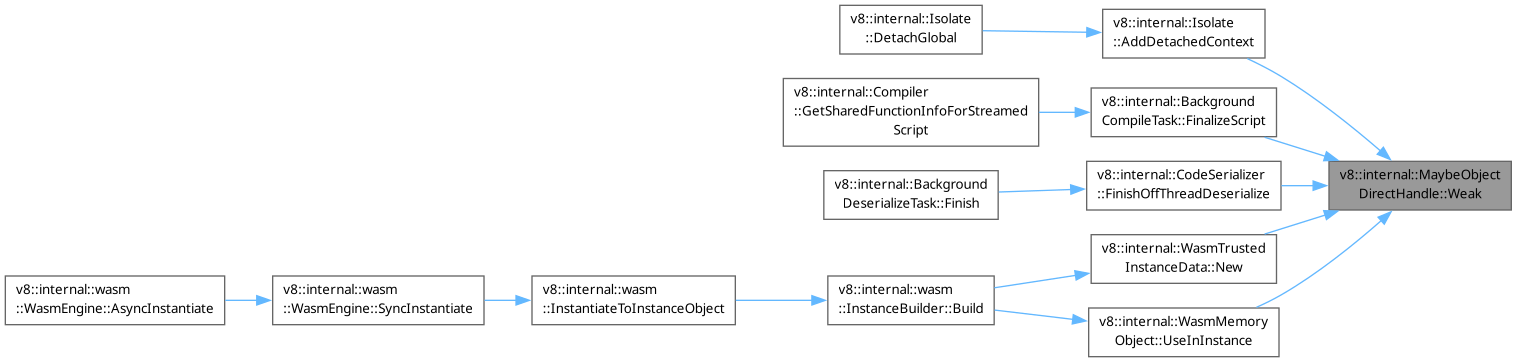 v8::internal::Isolate
::DetachGlobal
v8::internal::Isolate
::AddDetachedContext
v8::internal::Compiler
::GetSharedFunctionInfoForStreamed
Script
v8::internal::Background
CompileTask::FinalizeScript
v8::internal::MaybeObject
DirectHandle::Weak
v8::internal::Background
DeserializeTask::Finish
v8::internal::CodeSerializer
::FinishOffThreadDeserialize
v8::internal::WasmTrusted
InstanceData::New
v8::internal::wasm
::WasmEngine::AsyncInstantiate
v8::internal::wasm
::WasmEngine::SyncInstantiate
v8::internal::wasm
::InstantiateToInstanceObject
v8::internal::wasm
::InstanceBuilder::Build
v8::internal::WasmMemory
Object::UseInInstance